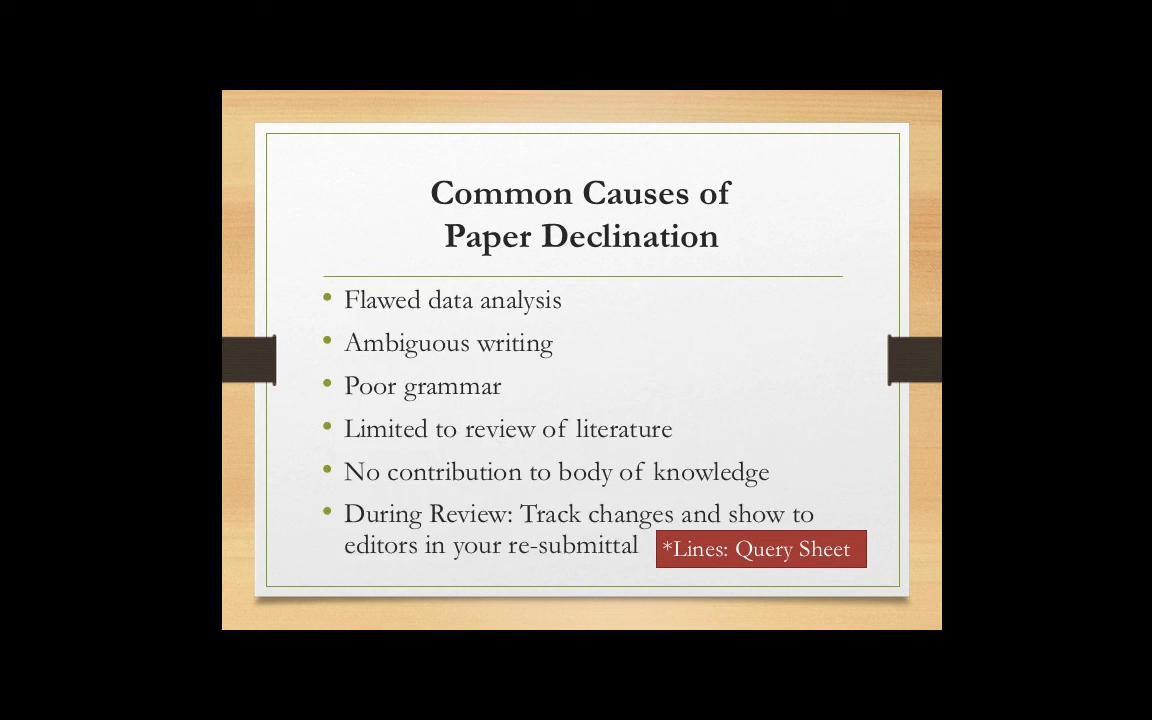 Common Causes of
Paper Declination
• Flawed data analysis
• Ambiguous writing
• Poor grammar
• Limited to review of literature
• No contribution to body of knowledge
• During Review: Track changes and show to
editors in your re-submittal
*Lines: Query Sheet